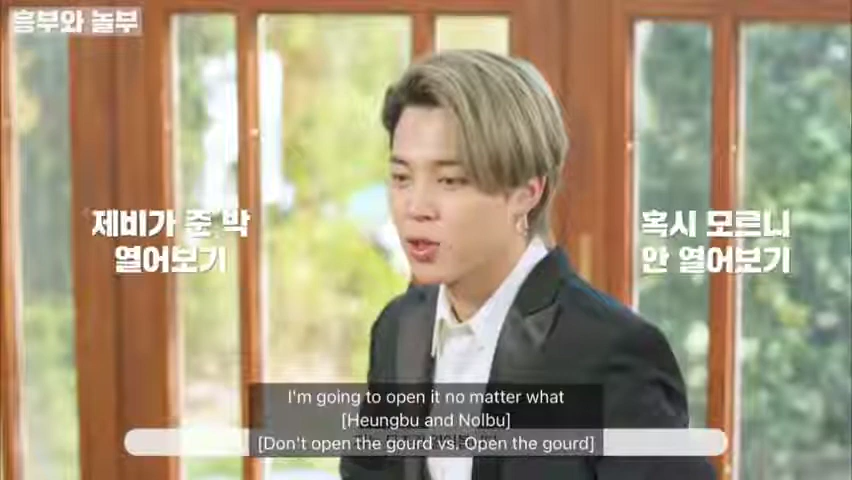 흥부와 놀부
제비가 준 박
열어보기
혹시 모르니
안 열어보기
I'm going to open it no matter what
[Heungbu and Nolbu]
[Don't open the gourd vs. Open the gourd]